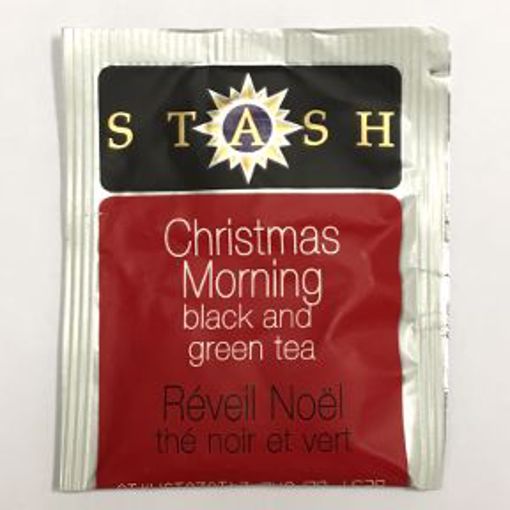 STASH
Christmas
Morning
black and
green tea
Réveil Noël
thé noir et vert